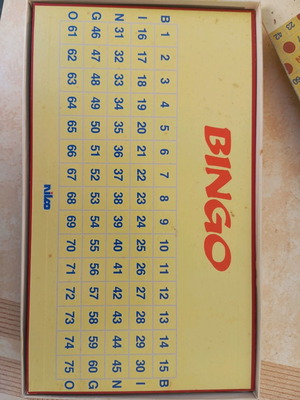 BINGO
B 1 2 3 4 5 6 7 8 9 10 11 12 13 14 15 B
I 16 17 18 19 20 21 22 23 24 25 26 27 28 29 30 I
N 31 32 33 34 35 36 37 38 39 40 41 42 43 44 45 N
G 46 47 48 49 50 51 52 53 54 55 56 57 58 59 60 G
O 61 62 63 64 65 66 67 68 69 70 71 72 73 74 75 O
nilco